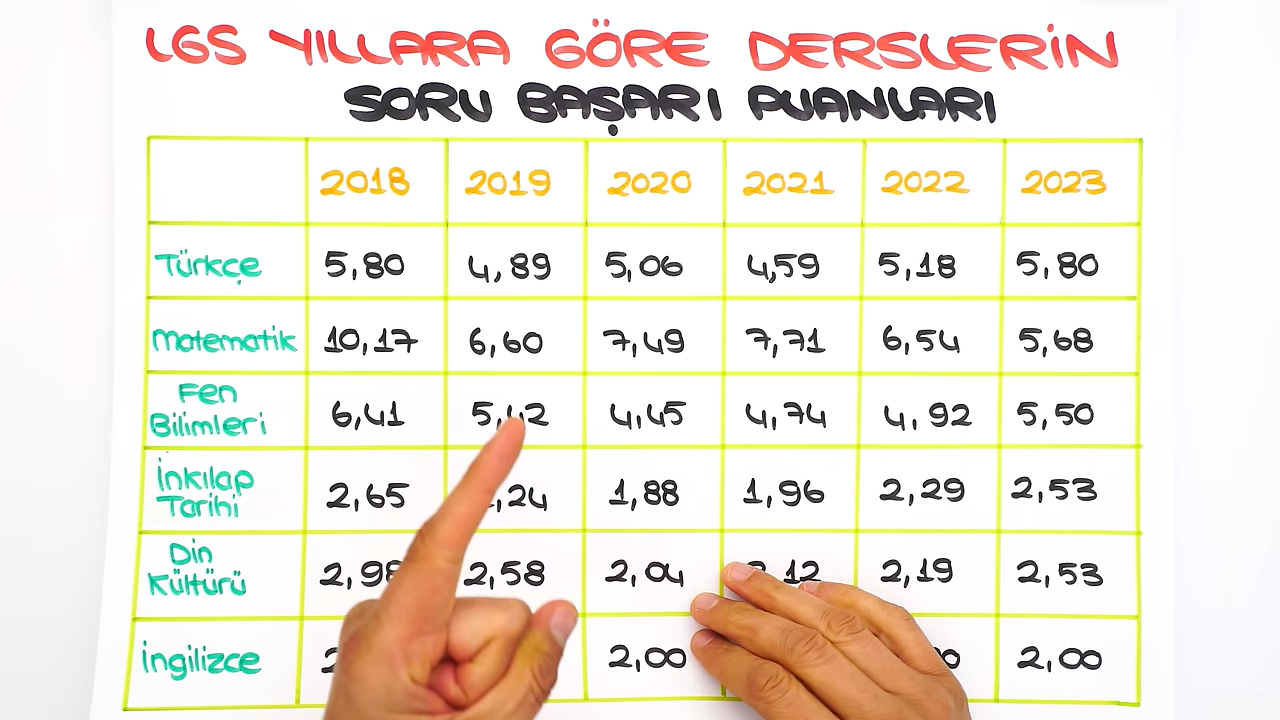 LGS YILLARA GÖRE DERSLERİN
SORU BAŞARI PUANLARI
2018 2019 2020 2021 2022 2023
Türkçe 5,80 4,89 5,06 4,59 5,18 5,80
Matematik 10,17 6,60 7,49 7,71 6,54 5,68
Fen
Bilimleri 6,41 5,42 4,45 4,74 4,92 5,50
İnkılap
Tarihi 2,65 1,88 1,96 2,29 2,53
Din
Kültürü 2,98 2,58 2,04 2,19 2,53
İngilizce 2,00 2,00